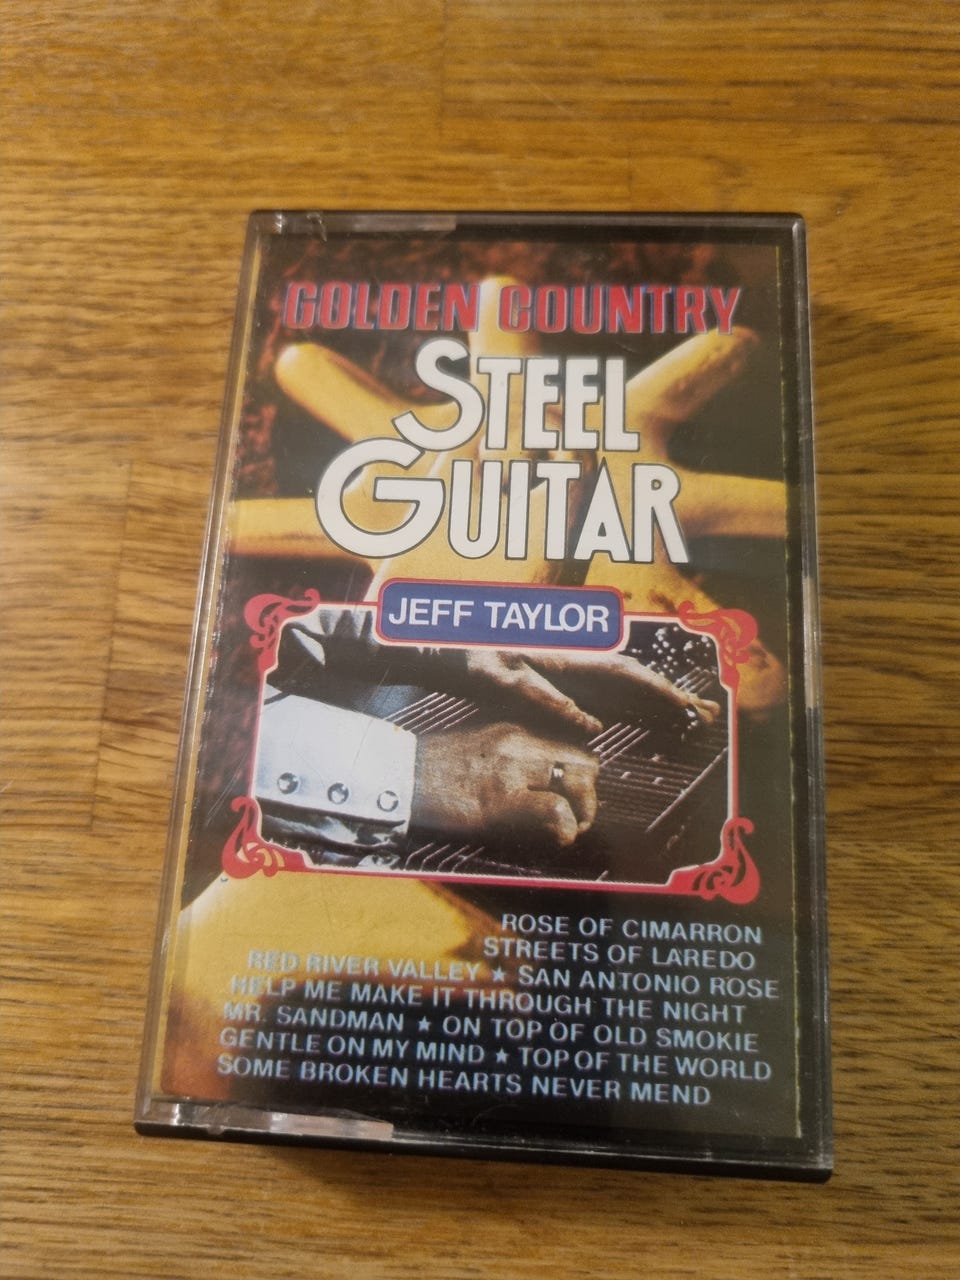 GOLDEN COUNTRY
STEEL
GUITAR
JEFF TAYLOR
ROSE OF CIMARRON
STREETS OF LAREDO
RED RIVER VALLEY ★ SAN ANTONIO ROSE
HELP ME MAKE IT THROUGH THE NIGHT
MR. SANDMAN ★ ON TOP OF OLD SMOKIE
GENTLE ON MY MIND ★ TOP OF THE WORLD
SOME BROKEN HEARTS NEVER MEND